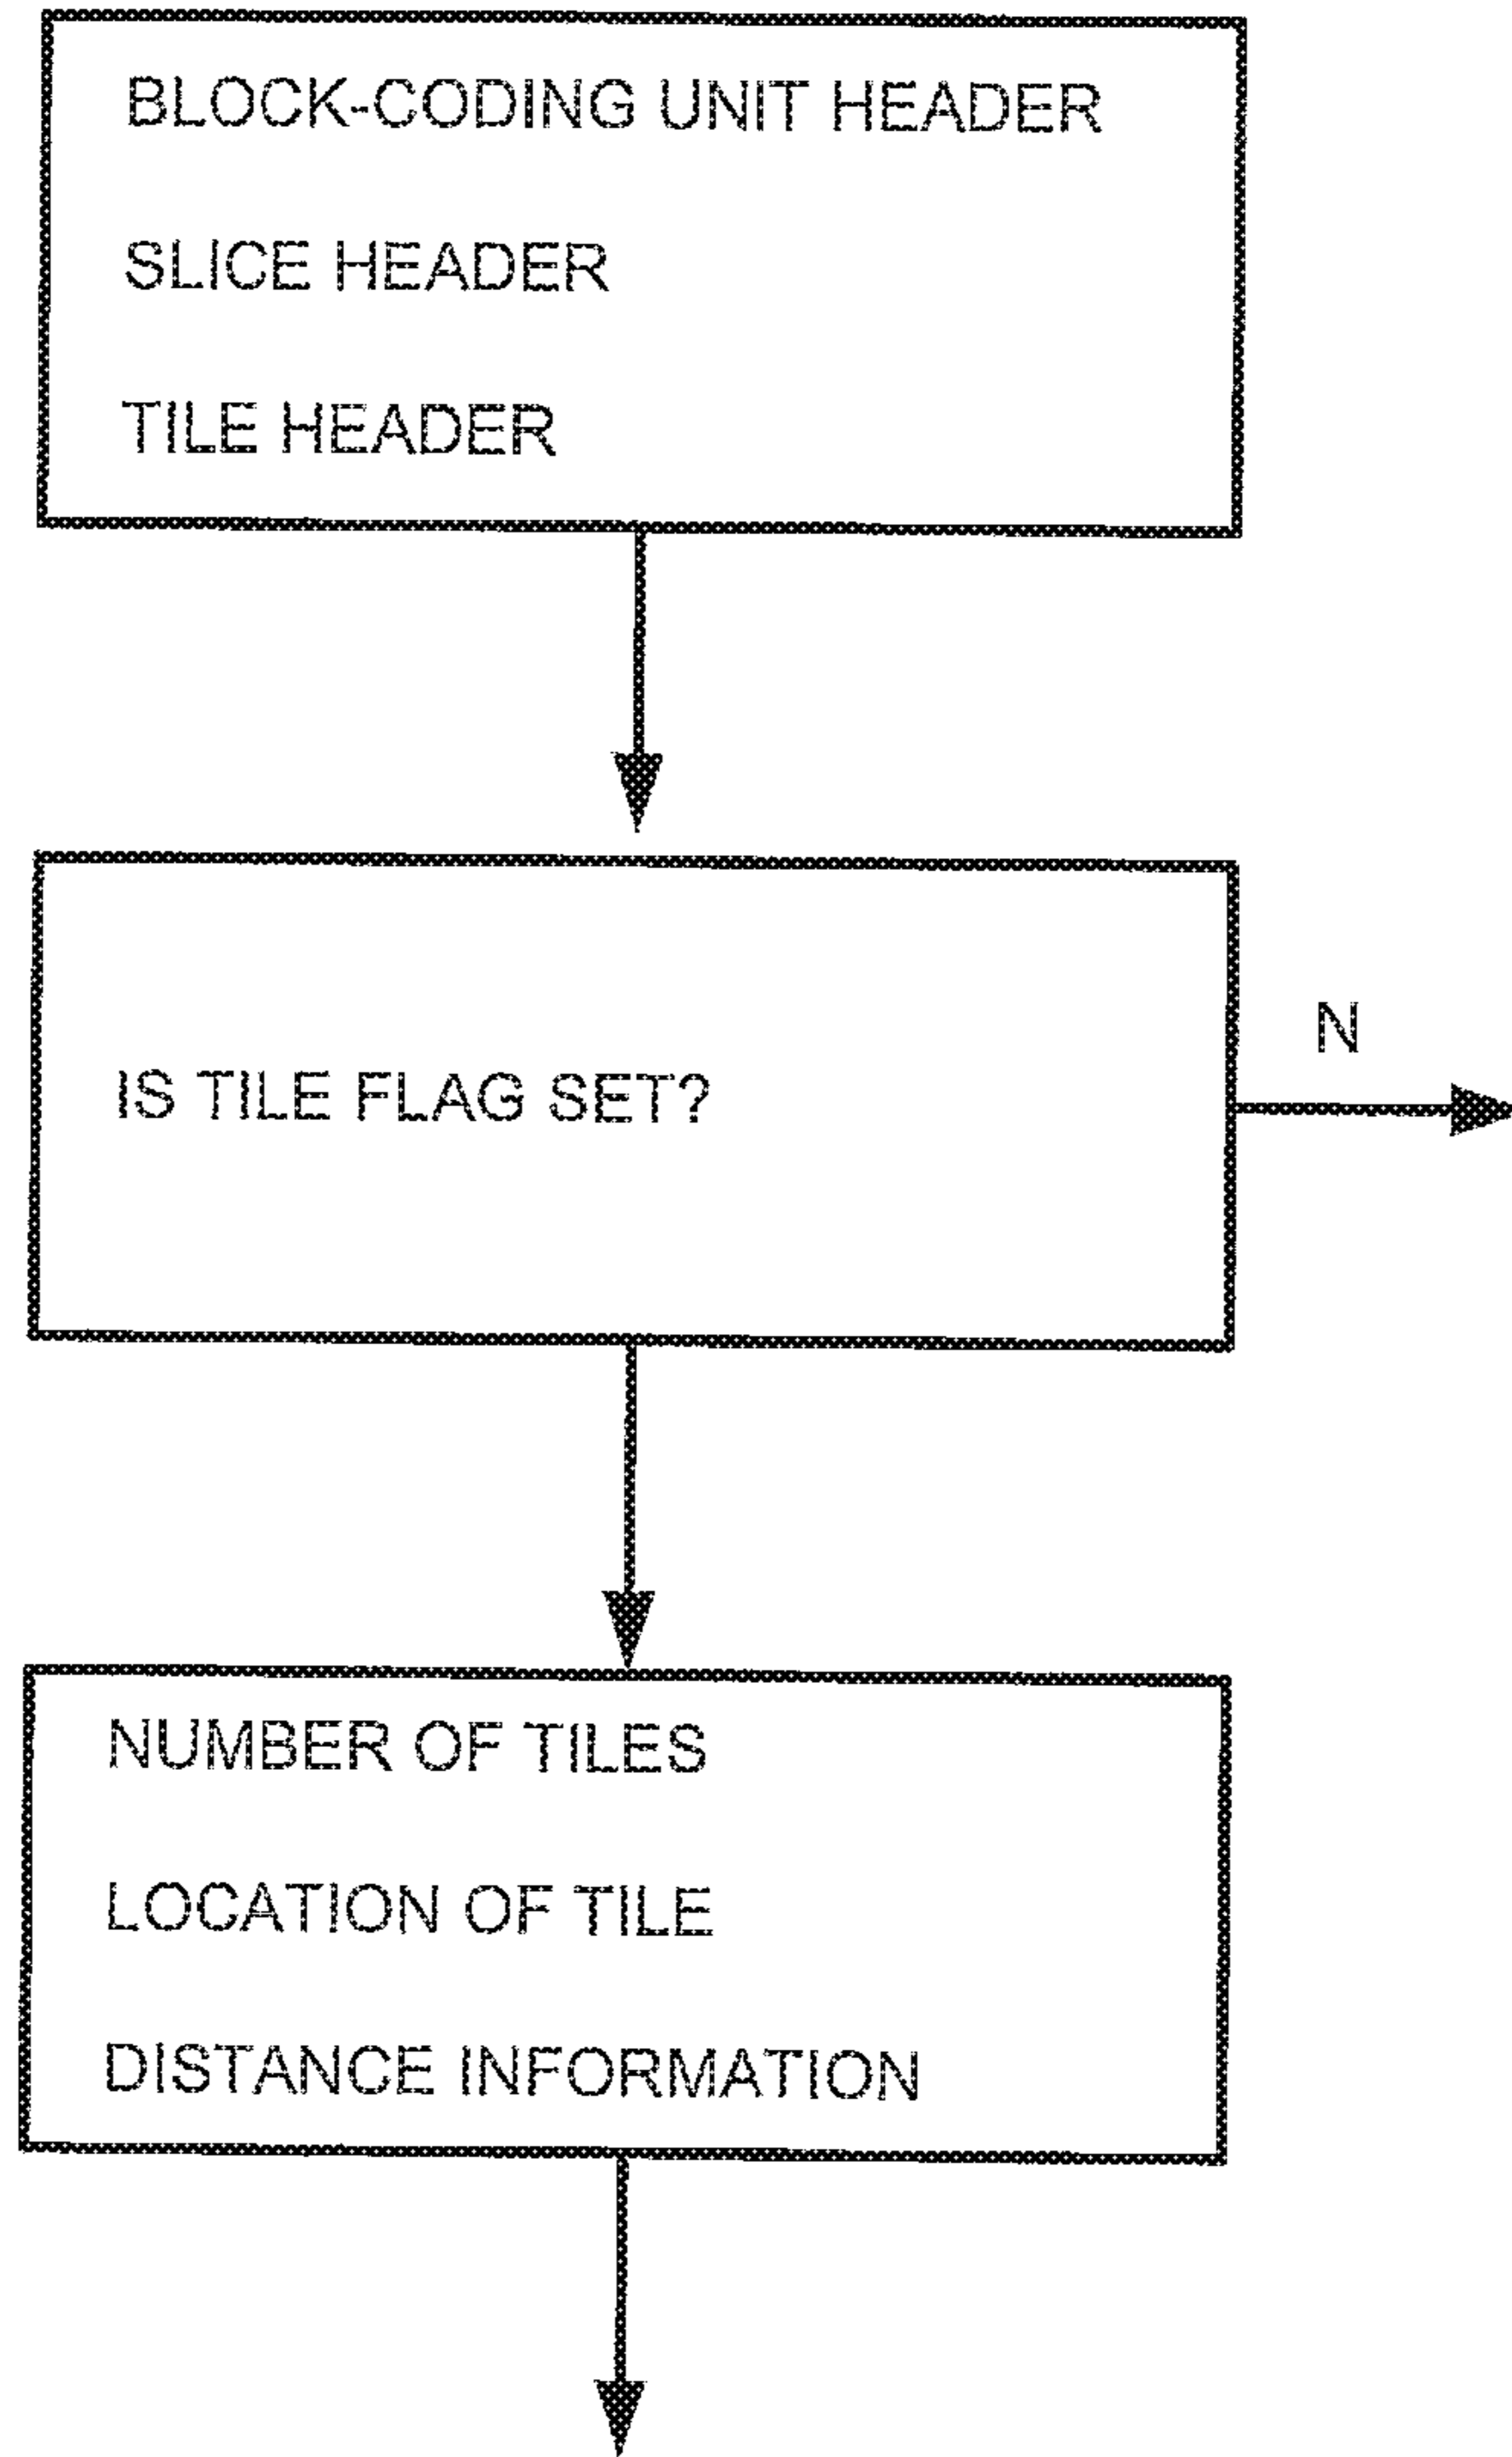 BLOCK-CODING UNIT HEADER
SLICE HEADER
TILE HEADER
IS TILE FLAG SET?
N
NUMBER OF TILES
LOCATION OF TILE
DISTANCE INFORMATION